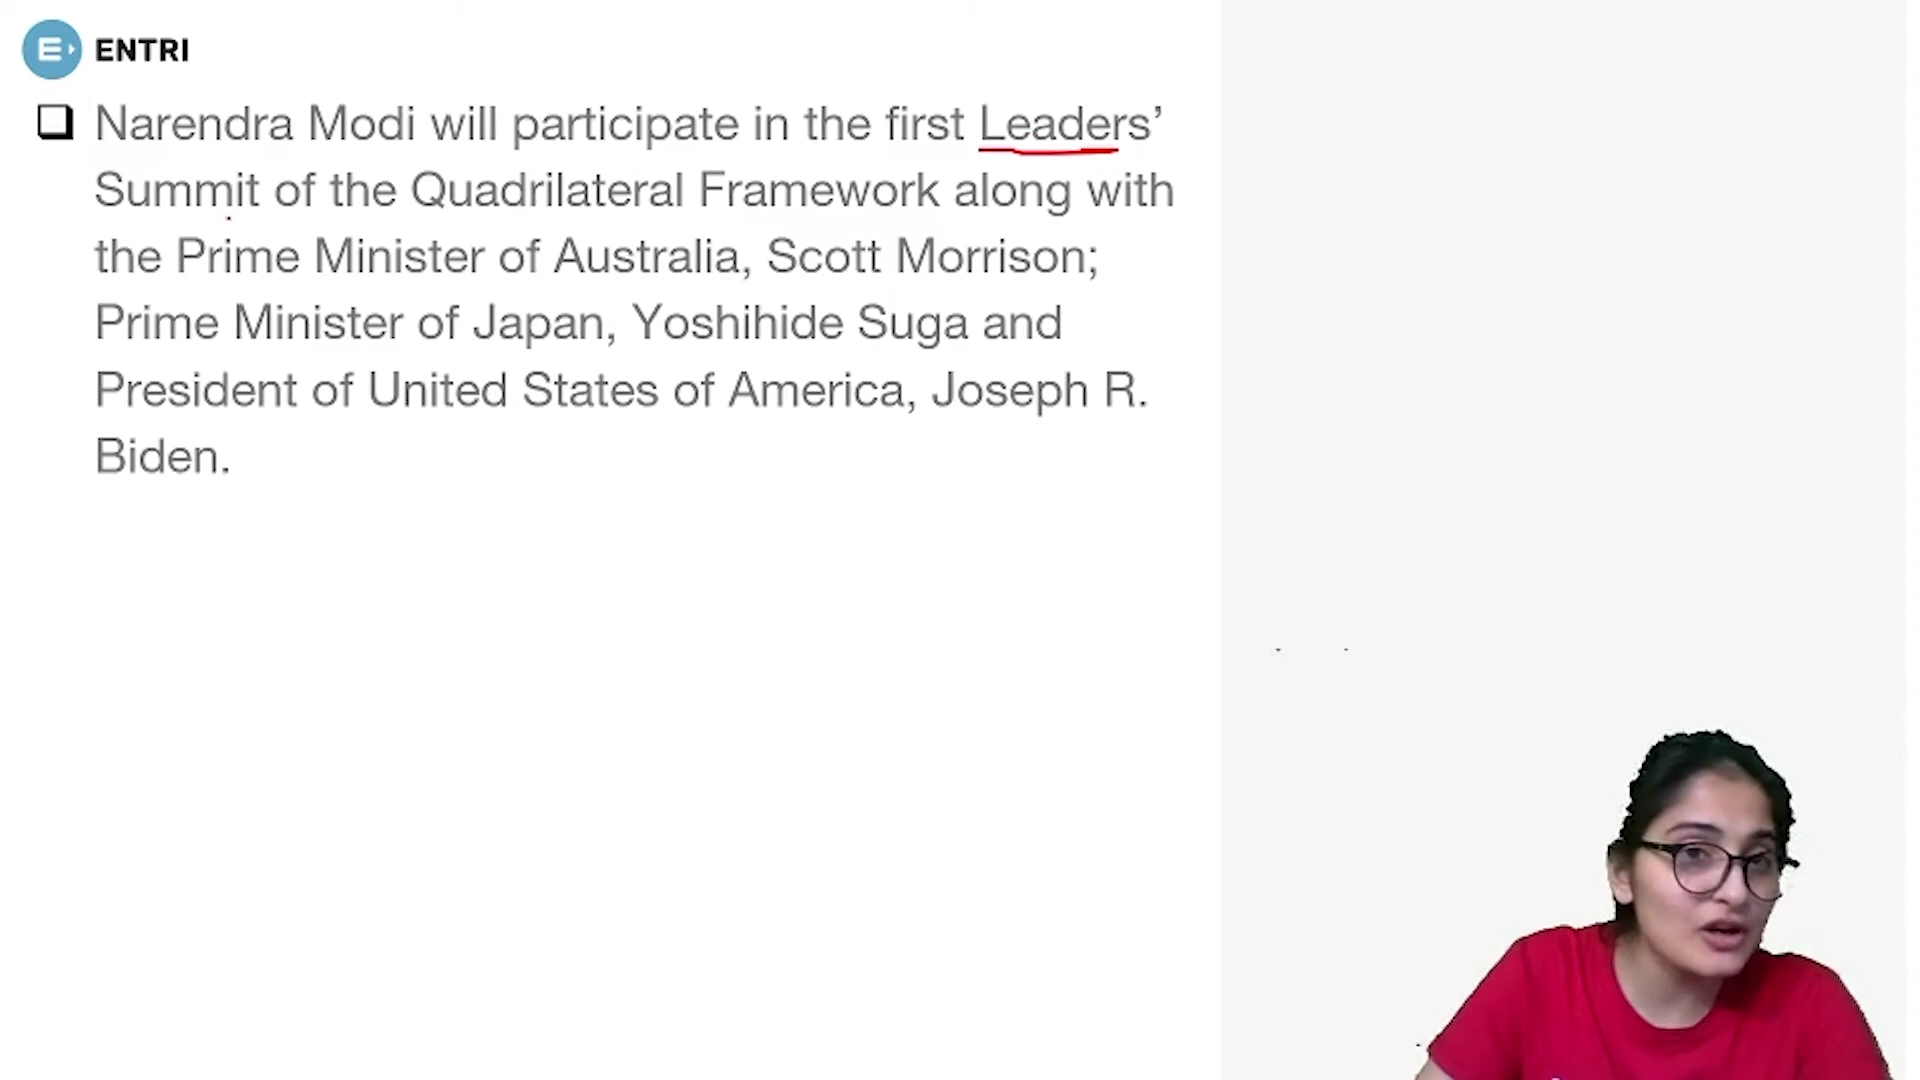 ENTRI
Narendra Modi will participate in the first Leaders’
Summit of the Quadrilateral Framework along with
the Prime Minister of Australia, Scott Morrison;
Prime Minister of Japan, Yoshihide Suga and
President of United States of America, Joseph R.
Biden.